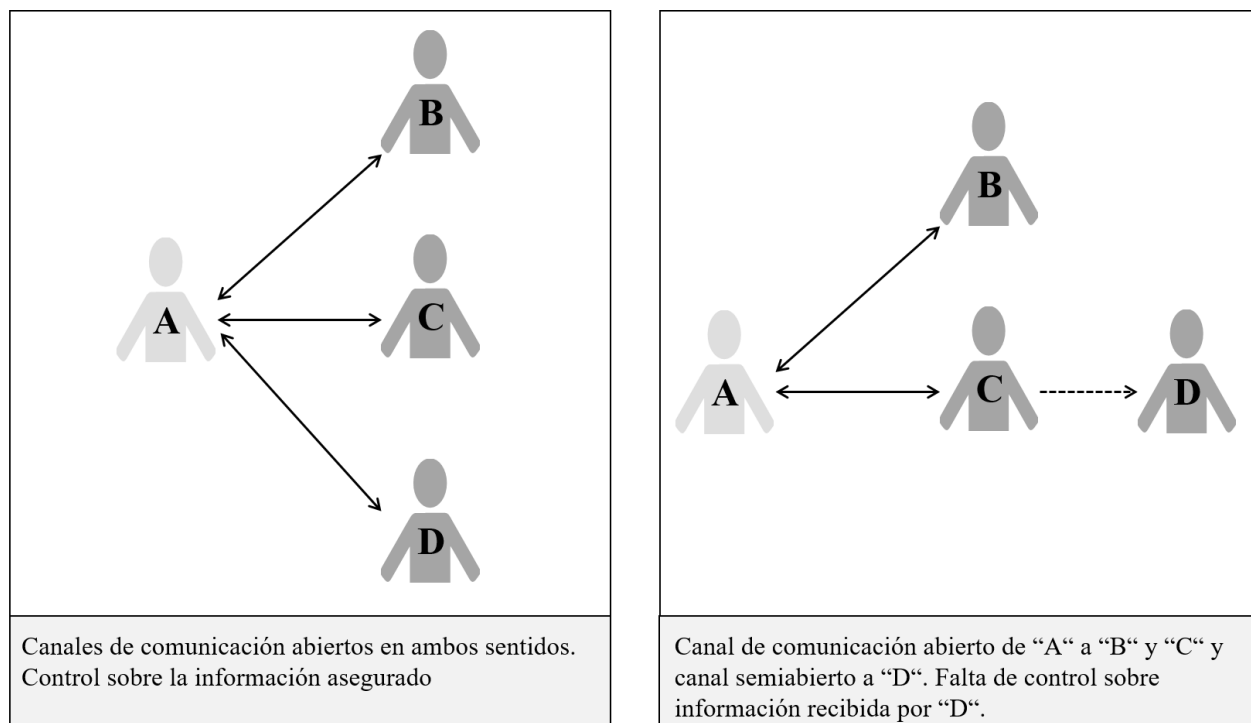 B
A
C
D
Canales de comunicación abiertos en ambos sentidos.
Control sobre la información asegurado
B
A
C
D
Canal de comunicación abierto de “A“ a “B“ y “C“ y
canal semiabierto a “D“. Falta de control sobre
información recibida por “D“.